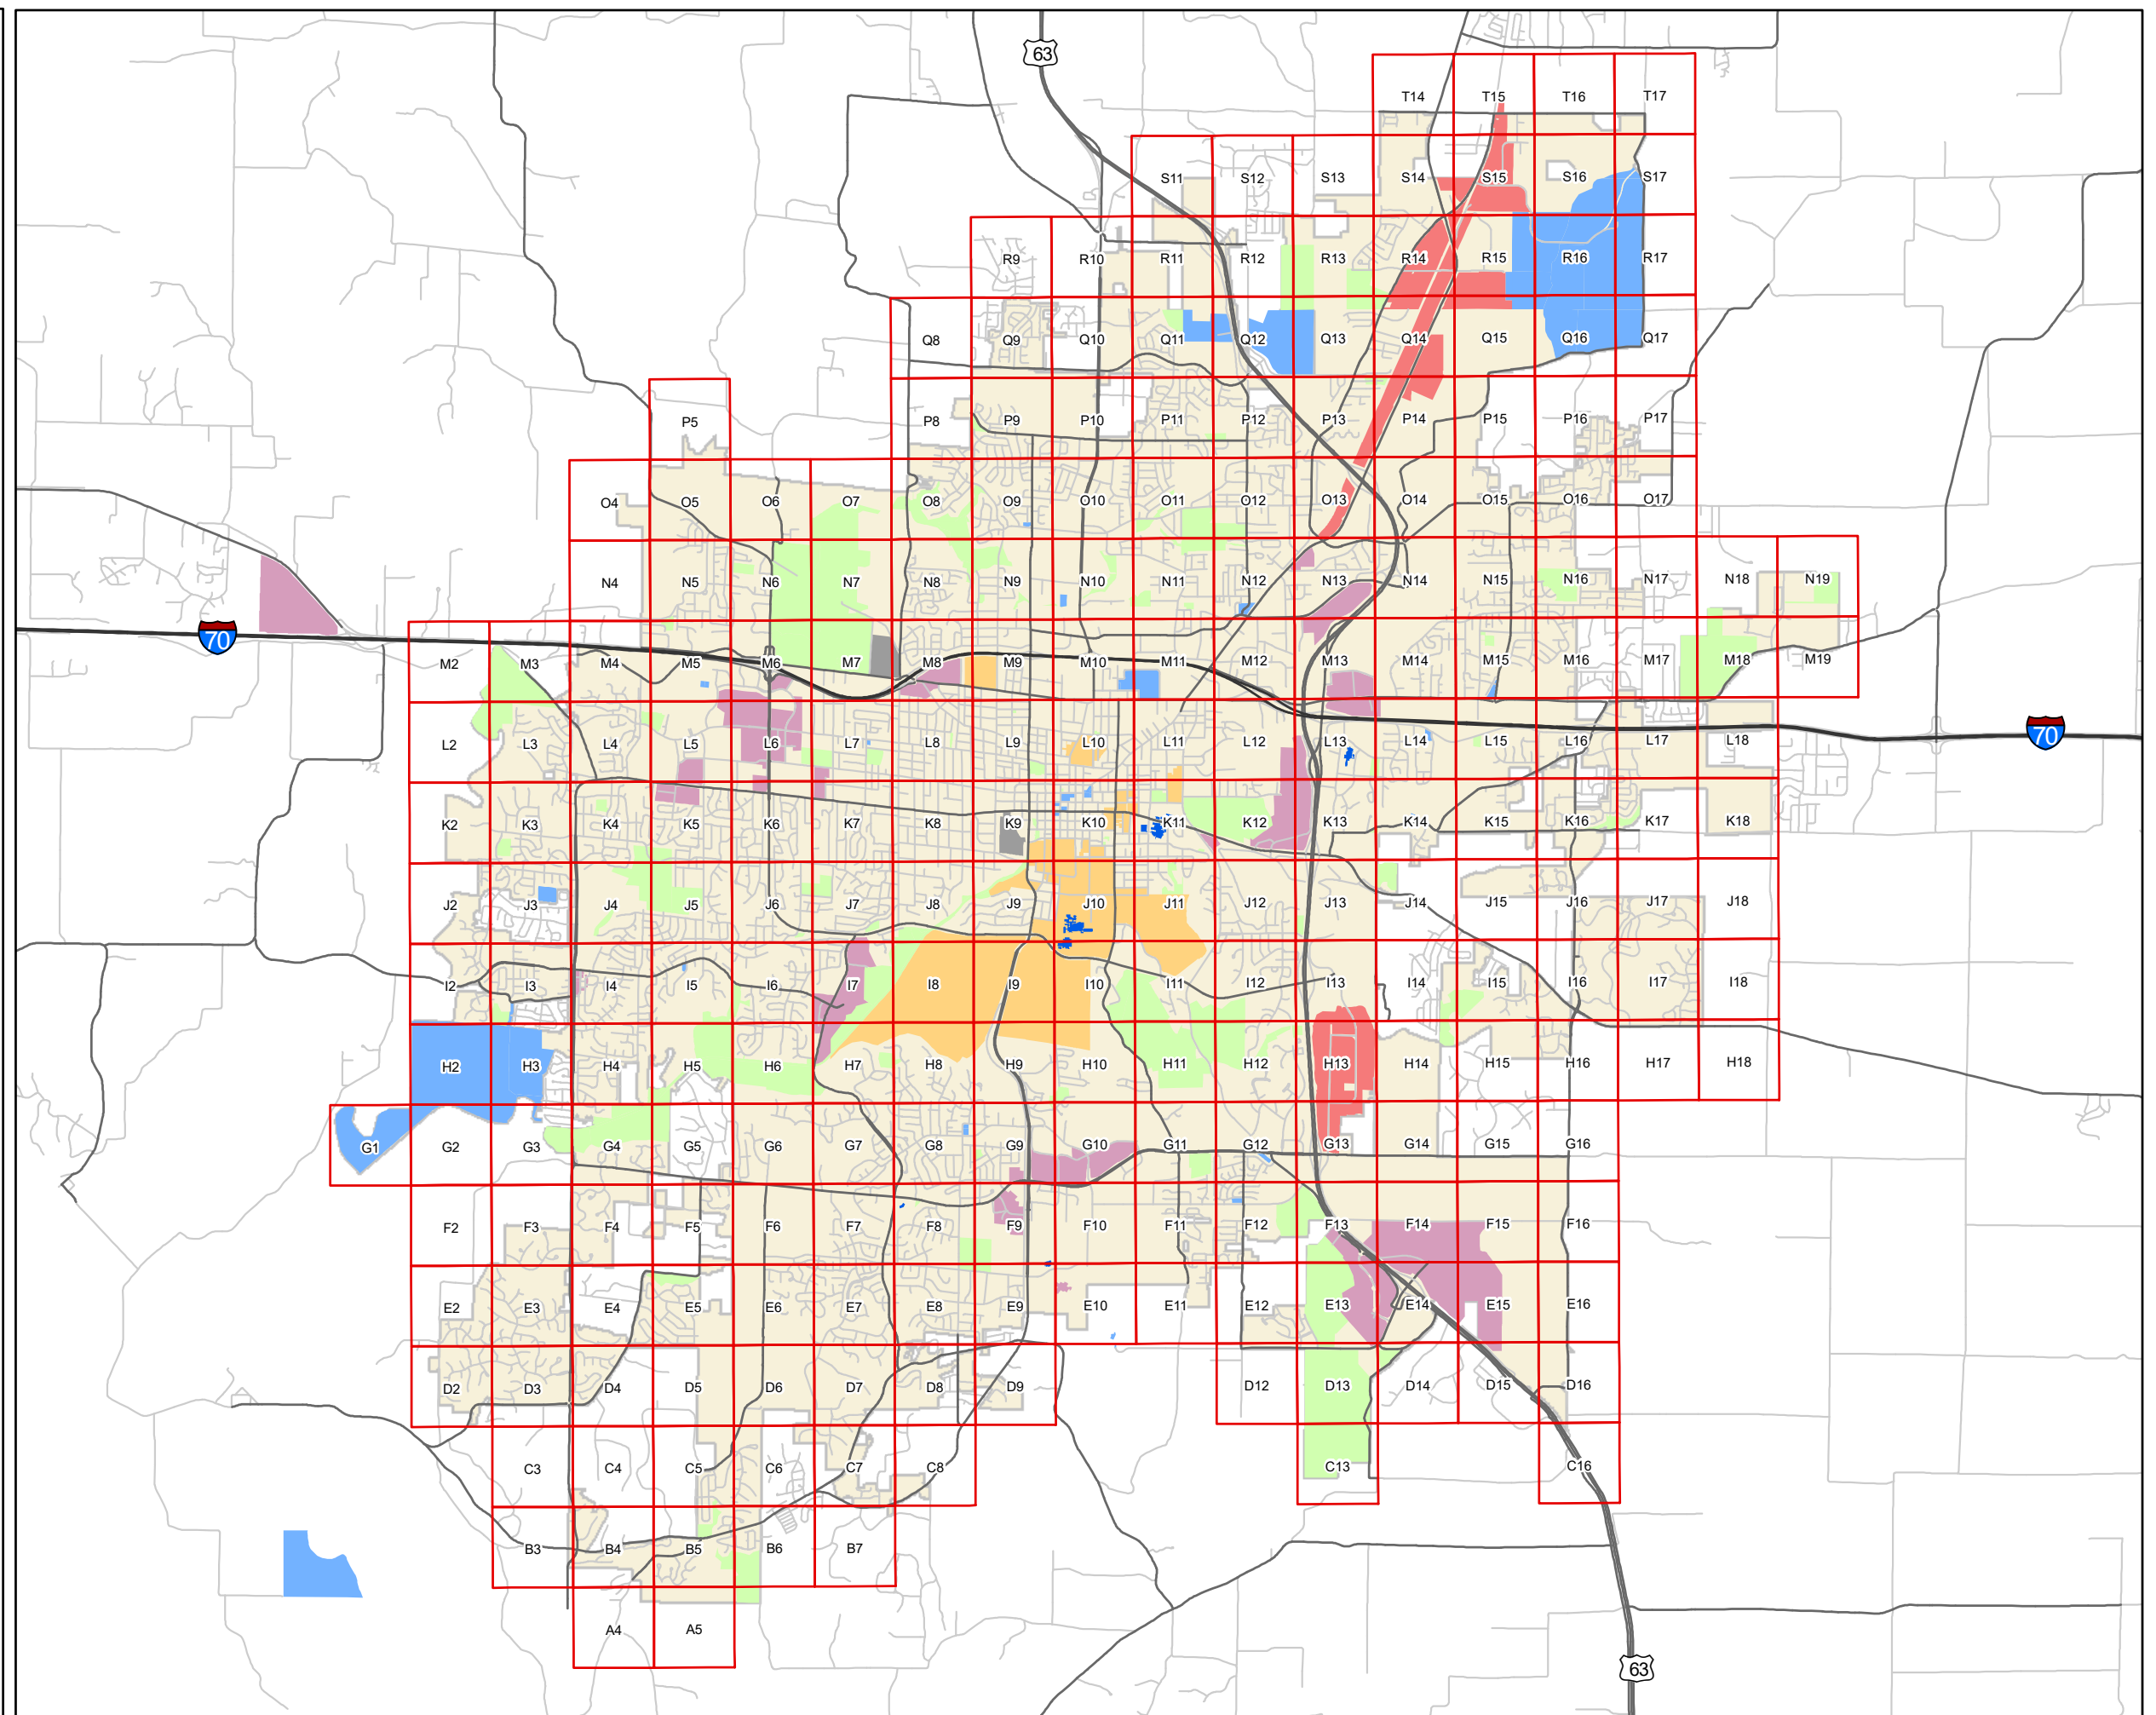 63
T14 T15 T16 T17
S11 S12 S13 S14 S15 S16 S17
R9 R10 R11 R12 R13 R14 R15 R16 R17
Q8 Q9 Q10 Q11 Q12 Q13 Q14 Q15 Q16 Q17
P5 P8 P9 P10 P11 P12 P13 P14 P15 P16 P17
O4 O5 O6 O7 O8 O9 O10 O11 O12 O13 O14 O15 O16 O17
N4 N5 N6 N7 N8 N9 N10 N11 N12 N13 N14 N15 N16 N17 N18 N19
70
M2 M3 M4 M5 M6 M7 M8 M9 M10 M11 M12 M13 M14 M15 M16 M17 M18 M19
L2 L3 L4 L5 L6 L7 L8 L9 L10 L11 L12 L13 L14 L15 L16 L17 L18
70
K2 K3 K4 K5 K6 K7 K8 K9 K10 K11 K12 K13 K14 K15 K16 K17 K18
J2 J3 J4 J5 J6 J7 J8 J9 J10 J11 J12 J13 J14 J15 J16 J17 J18
I2 I3 I4 I5 I6 I7 I8 I9 I10 I11 I12 I13 I14 I15 I16 I17 I18
H2 H3 H4 H5 H6 H7 H8 H9 H10 H11 H12 H13 H14 H15 H16 H17 H18
G1 G2 G3 G4 G5 G6 G7 G8 G9 G10 G11 G12 G13 G14 G15 G16
F2 F3 F4 F5 F6 F7 F8 F9 F10 F11 F12 F13 F14 F15 F16
E2 E3 E4 E5 E6 E7 E8 E9 E10 E11 E12 E13 E14 E15 E16
D2 D3 D4 D5 D6 D7 D8 D9 D12 D13 D14 D15 D16
C3 C4 C5 C6 C7 C8 C13 C16
B3 B4 B5 B6 B7
A4 A5
63